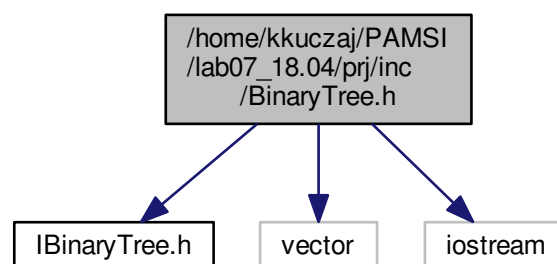 /home/kkuczaj/PAMSI
/lab07_18.04/prj/inc
/BinaryTree.h
IBinaryTree.h
vector
iostream